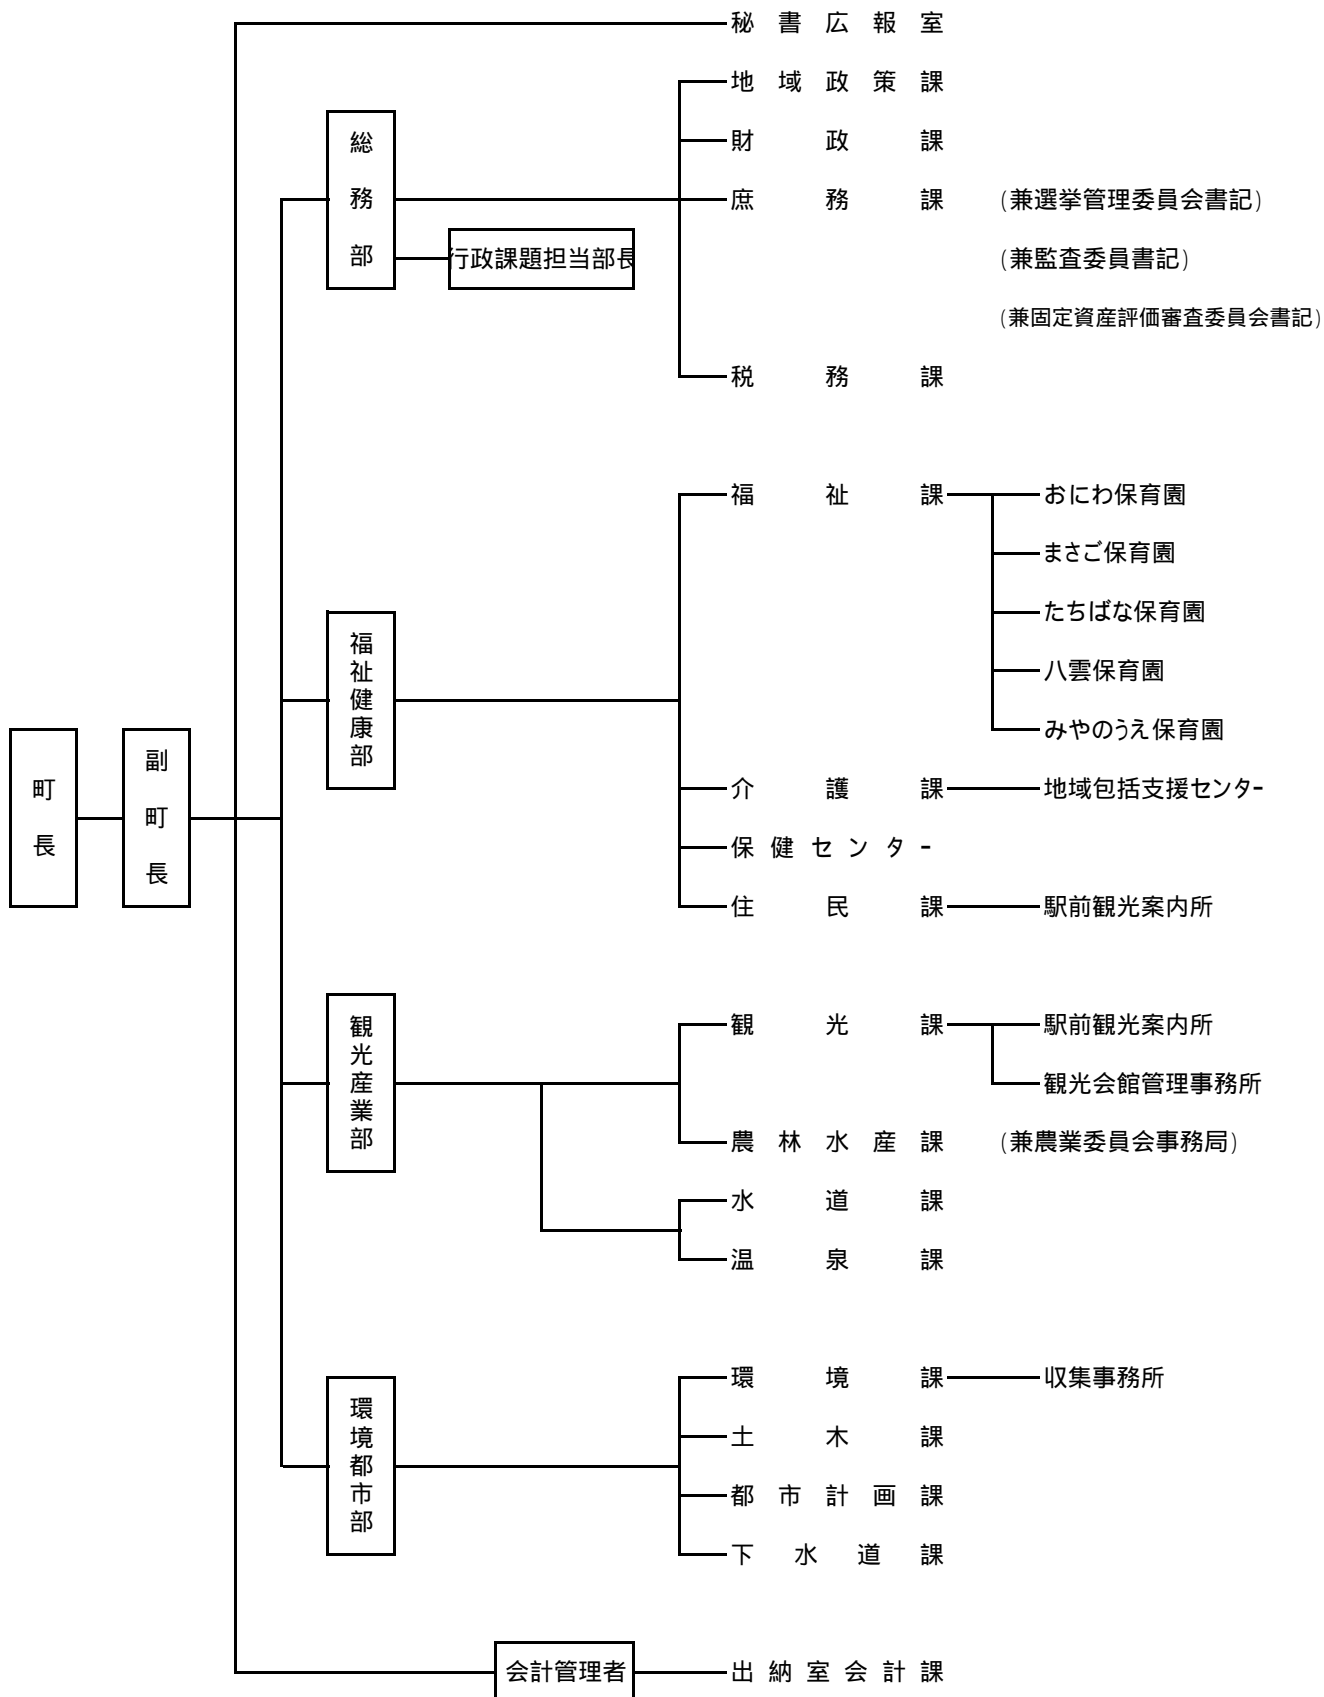 秘書広報室
地域政策課
総務部
財政課
庶務課 (兼選挙管理委員会書記)
行政課題担当部長 (兼監査委員書記)
(兼固定資産評価審査委員会書記)
税務課
福祉課 おにわ保育園
まさご保育園
たちばな保育園
福祉健康部
八雲保育園
みやのうえ保育園
町長
副町長
介護課 地域包括支援センター
保健センター
住民課 駅前観光案内所
観光産業部
観光課 駅前観光案内所
観光会館管理事務所
農林水産課 (兼農業委員会事務局)
水道課
温泉課
環境都市部
環境課 収集事務所
土木課
都市計画課
下水道課
会計管理者 出納室会計課